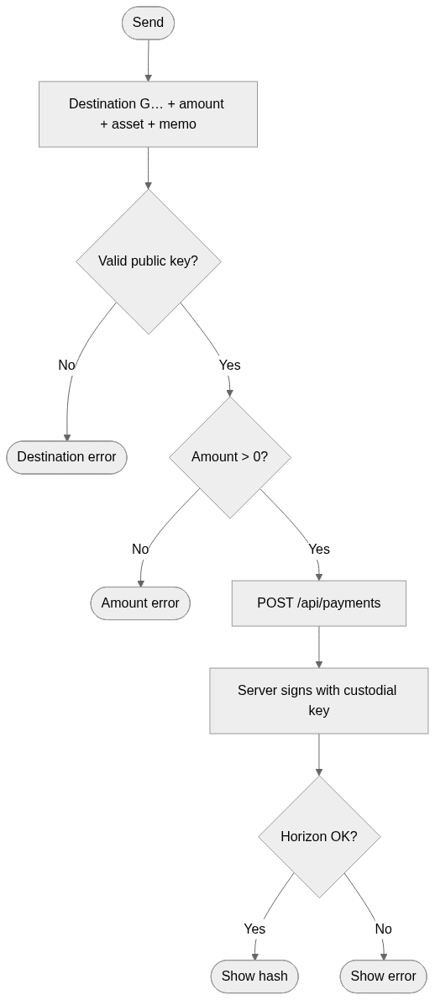 Send
Destination G… + amount
+ asset + memo
Valid public key?
No
Yes
Destination error
Amount > 0?
No
Yes
Amount error
POST /api/payments
Server signs with custodial
key
Horizon OK?
Yes
No
Show hash
Show error